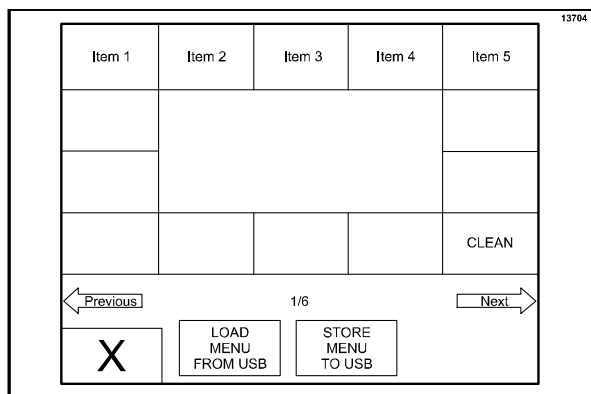 13704
Item 1 Item 2 Item 3 Item 4 Item 5
CLEAN
Previous 1/6 Next
X
LOAD
MENU
FROM USB
STORE
MENU
TO USB